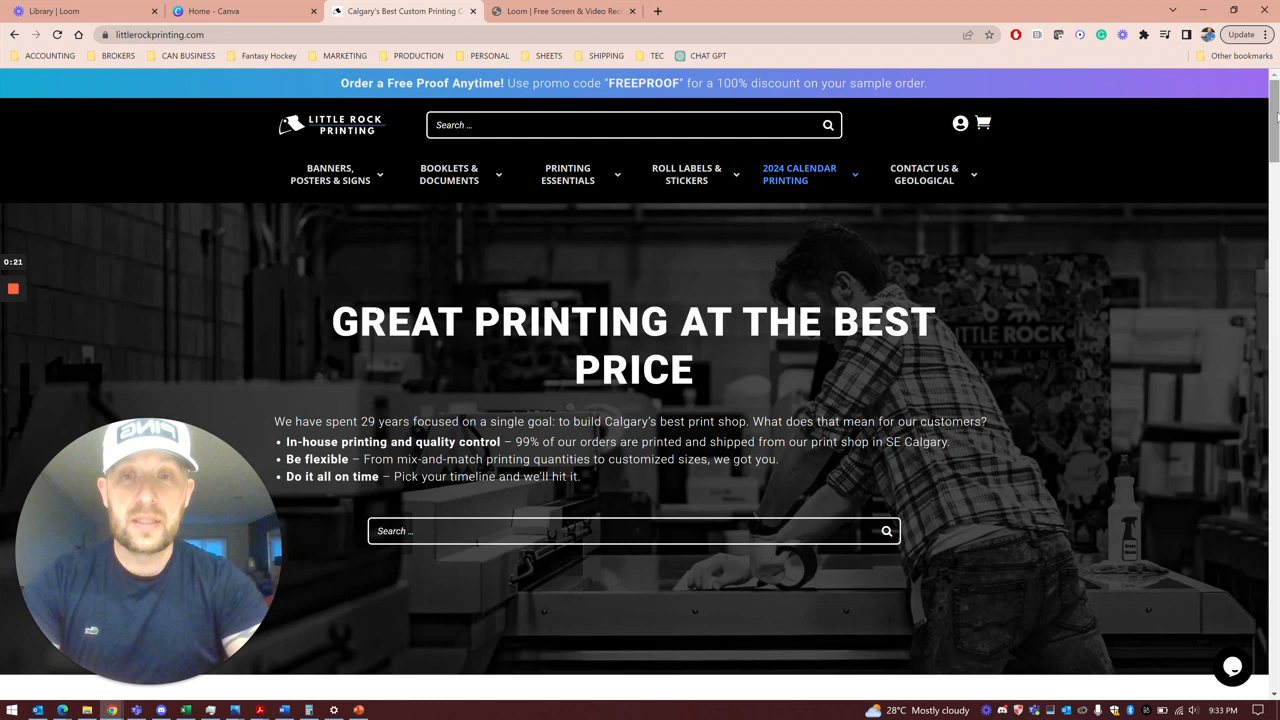 Library | Loom
Home - Canva
Calgary's Best Custom Printing C
Loom | Free Screen & Video Rec
littlerockprinting.com
Update
ACCOUNTING
BROKERS
CAN BUSINESS
Fantasy Hockey
MARKETING
PRODUCTION
PERSONAL
SHEETS
SHIPPING
TEC
CHAT GPT
Other bookmarks
Order a Free Proof Anytime! Use promo code "FREEPROOF" for a 100% discount on your sample order.
LITTLE ROCK
PRINTING
Search ...
BANNERS,
POSTERS & SIGNS
BOOKLETS &
DOCUMENTS
PRINTING
ESSENTIALS
ROLL LABELS &
STICKERS
2024 CALENDAR
PRINTING
CONTACT US &
GEOLOGICAL
0:21
GREAT PRINTING AT THE BEST
PRICE
LITTLE ROCK
We have spent 29 years focused on a single goal: to build Calgary's best print shop. What does that mean for our customers?
• In-house printing and quality control – 99% of our orders are printed and shipped from our print shop in SE Calgary.
• Be flexible – From mix-and-match printing quantities to customized sizes, we got you.
• Do it all on time – Pick your timeline and we'll hit it.
Search ...
PING
28°C Mostly cloudy
9:33 PM